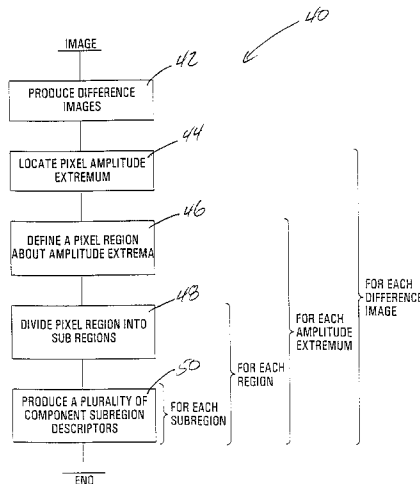 40
IMAGE
42
PRODUCE DIFFERENCE
IMAGES
44
LOCATE PIXEL AMPLITUDE
EXTREMUM
46
DEFINE A PIXEL REGION
ABOUT AMPLITUDE EXTREMA
48
DIVIDE PIXEL REGION INTO
SUB REGIONS
50
PRODUCE A PLURALITY OF
COMPONENT SUBREGION
DESCRIPTORS
FOR EACH
SUBREGION
FOR EACH
REGION
FOR EACH
AMPLITUDE
EXTREMUM
FOR EACH
DIFFERENCE
IMAGE
END